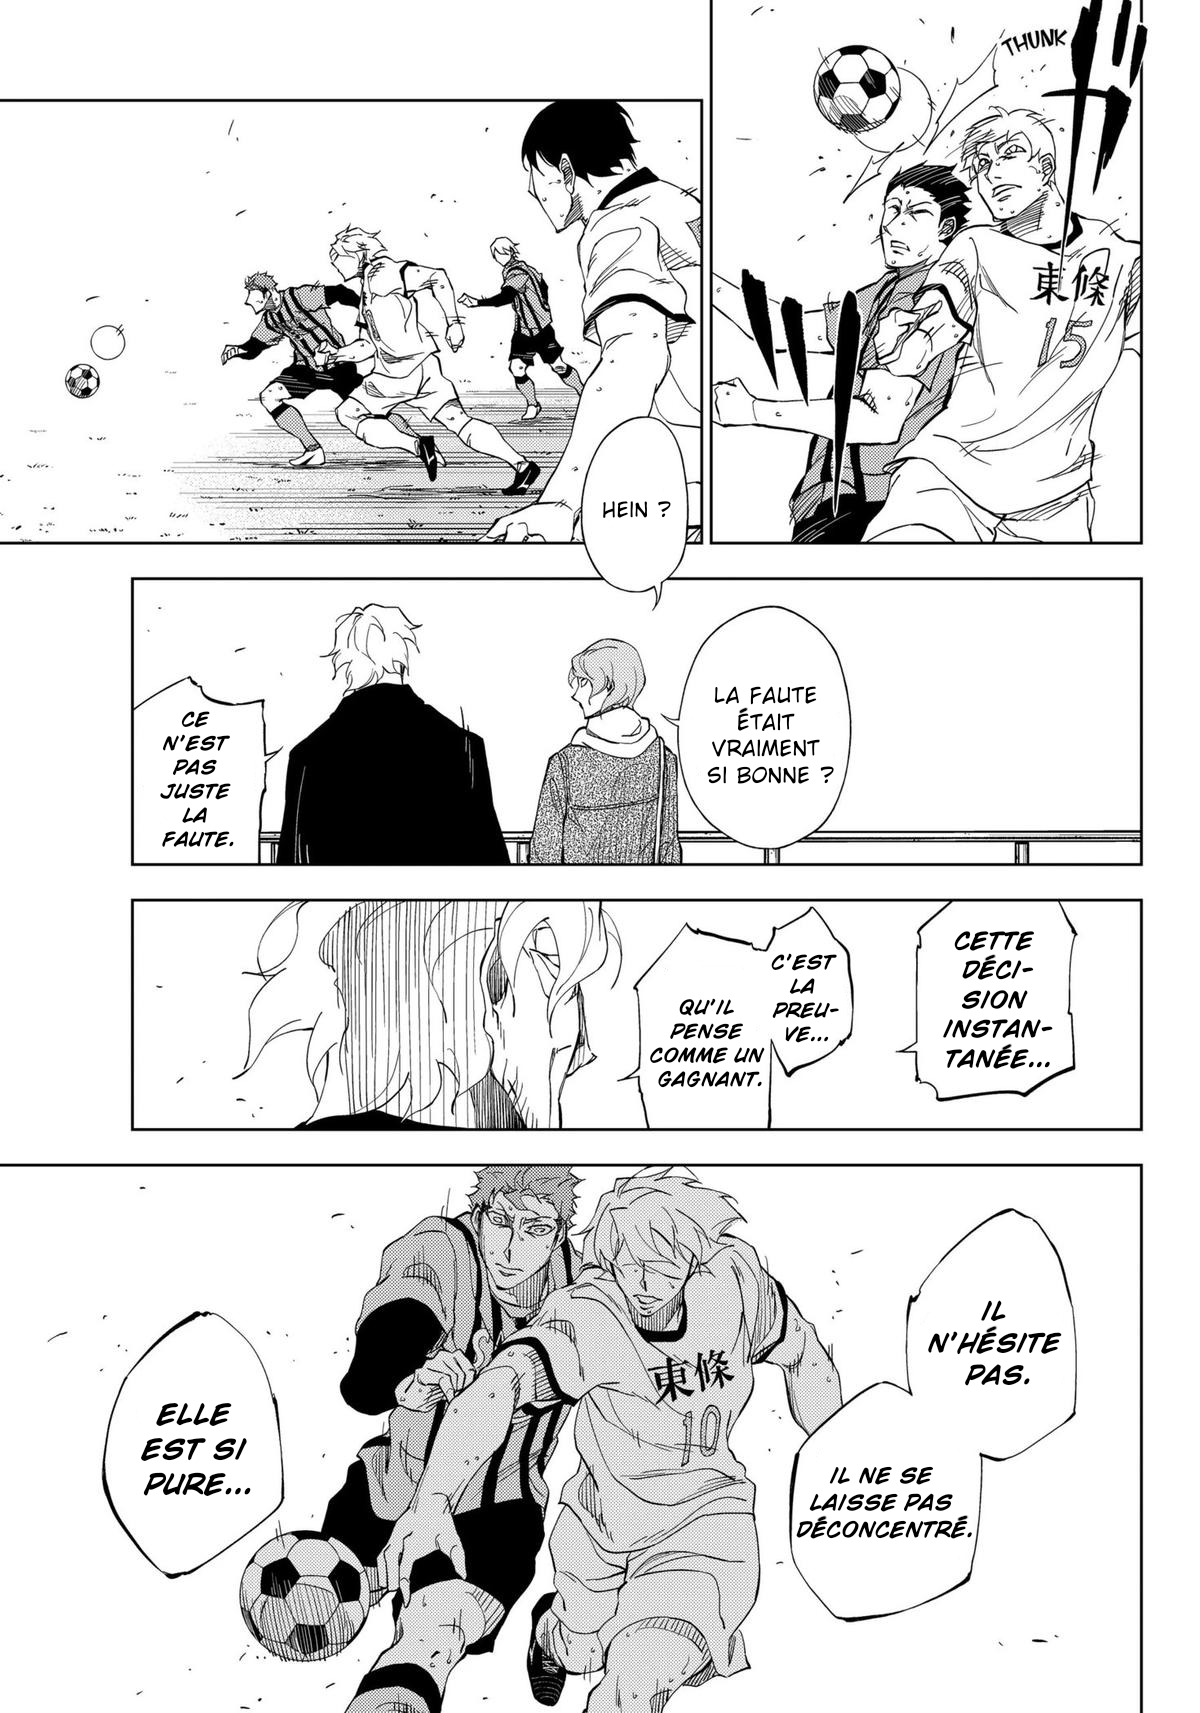 THUNK
ドッ
東條
15
HEIN ?
LA FAUTE
ÉTAIT
VRAIMENT
SI BONNE ?
CE
N'EST
PAS
JUSTE
LA
FAUTE.
CETTE
DÉCI-
SION
INSTAN-
TANÉE...
C'EST
LA
PREU-
VE...
QU'IL
PENSE
COMME UN
GAGNANT.
IL
N'HÉSITE
PAS.
IL NE SE
LAISSE PAS
DÉCONCENTRÉ.
東條
10
ELLE
EST SI
PURE...